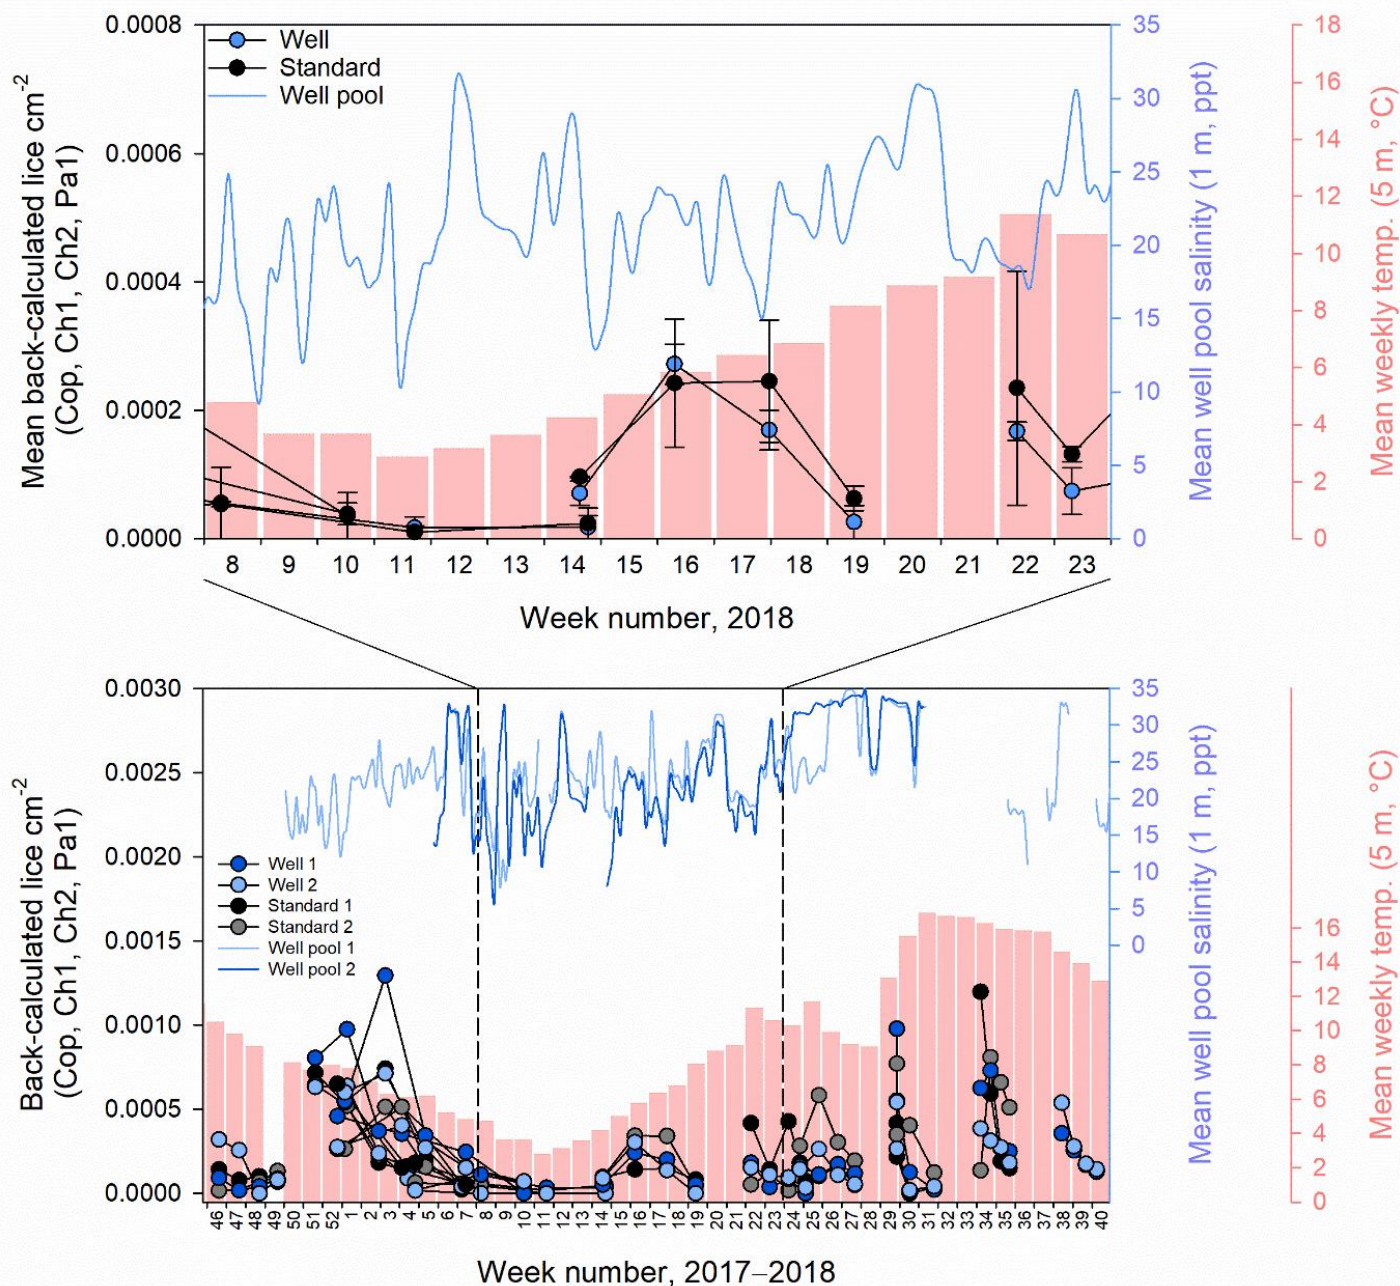 Mean back-calculated lice cm-2
(Cop, Ch1, Ch2, Pa1)
0.0008
0.0006
0.0004
0.0002
0.0000
Well
Standard
Well pool
35
30
25
20
15
10
5
0
Mean well pool salinity (1 m, ppt)
18
16
14
12
10
8
6
4
2
0
Mean weekly temp. (5 m, °C)
8 9 10 11 12 13 14 15 16 17 18 19 20 21 22 23
Week number, 2018
Back-calculated lice cm-2
(Cop, Ch1, Ch2, Pa1)
0.0030
0.0025
0.0020
0.0015
0.0010
0.0005
0.0000
Well 1
Well 2
Standard 1
Standard 2
Well pool 1
Well pool 2
35
30
25
20
15
10
5
0
Mean well pool salinity (1 m, ppt)
16
14
12
10
8
6
4
2
0
Mean weekly temp. (5 m, °C)
46 47 48 49 50 51 52 1 2 3 4 5 6 7 8 9 10 11 12 13 14 15 16 17 18 19 20 21 22 23 24 25 26 27 28 29 30 31 32 33 34 35 36 37 38 39 40
Week number, 2017–2018